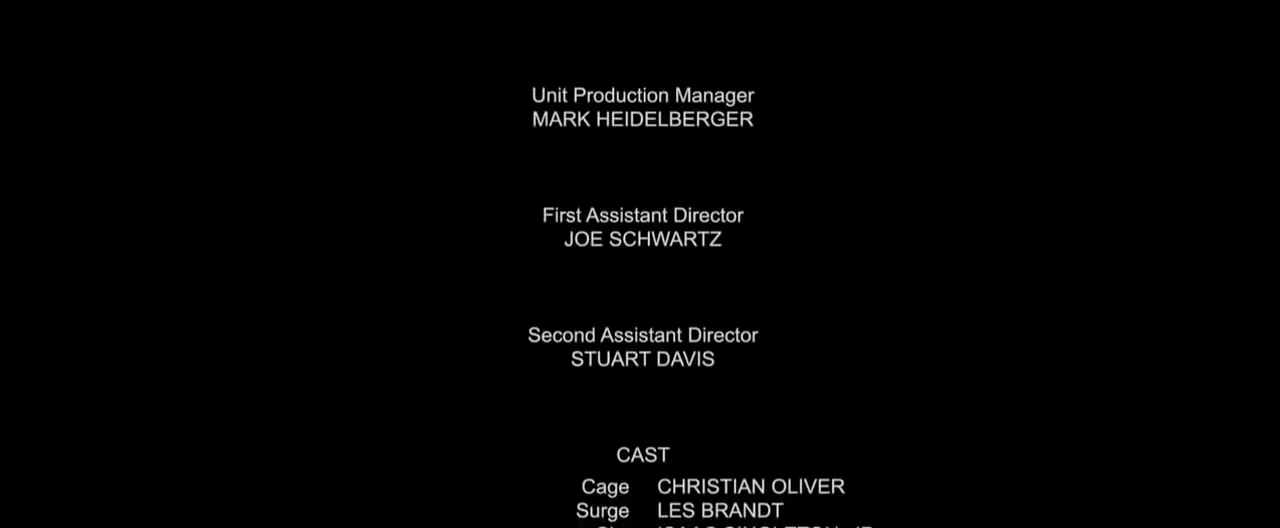 Unit Production Manager
MARK HEIDELBERGER
First Assistant Director
JOE SCHWARTZ
Second Assistant Director
STUART DAVIS
CAST
Cage CHRISTIAN OLIVER
Surge LES BRANDT